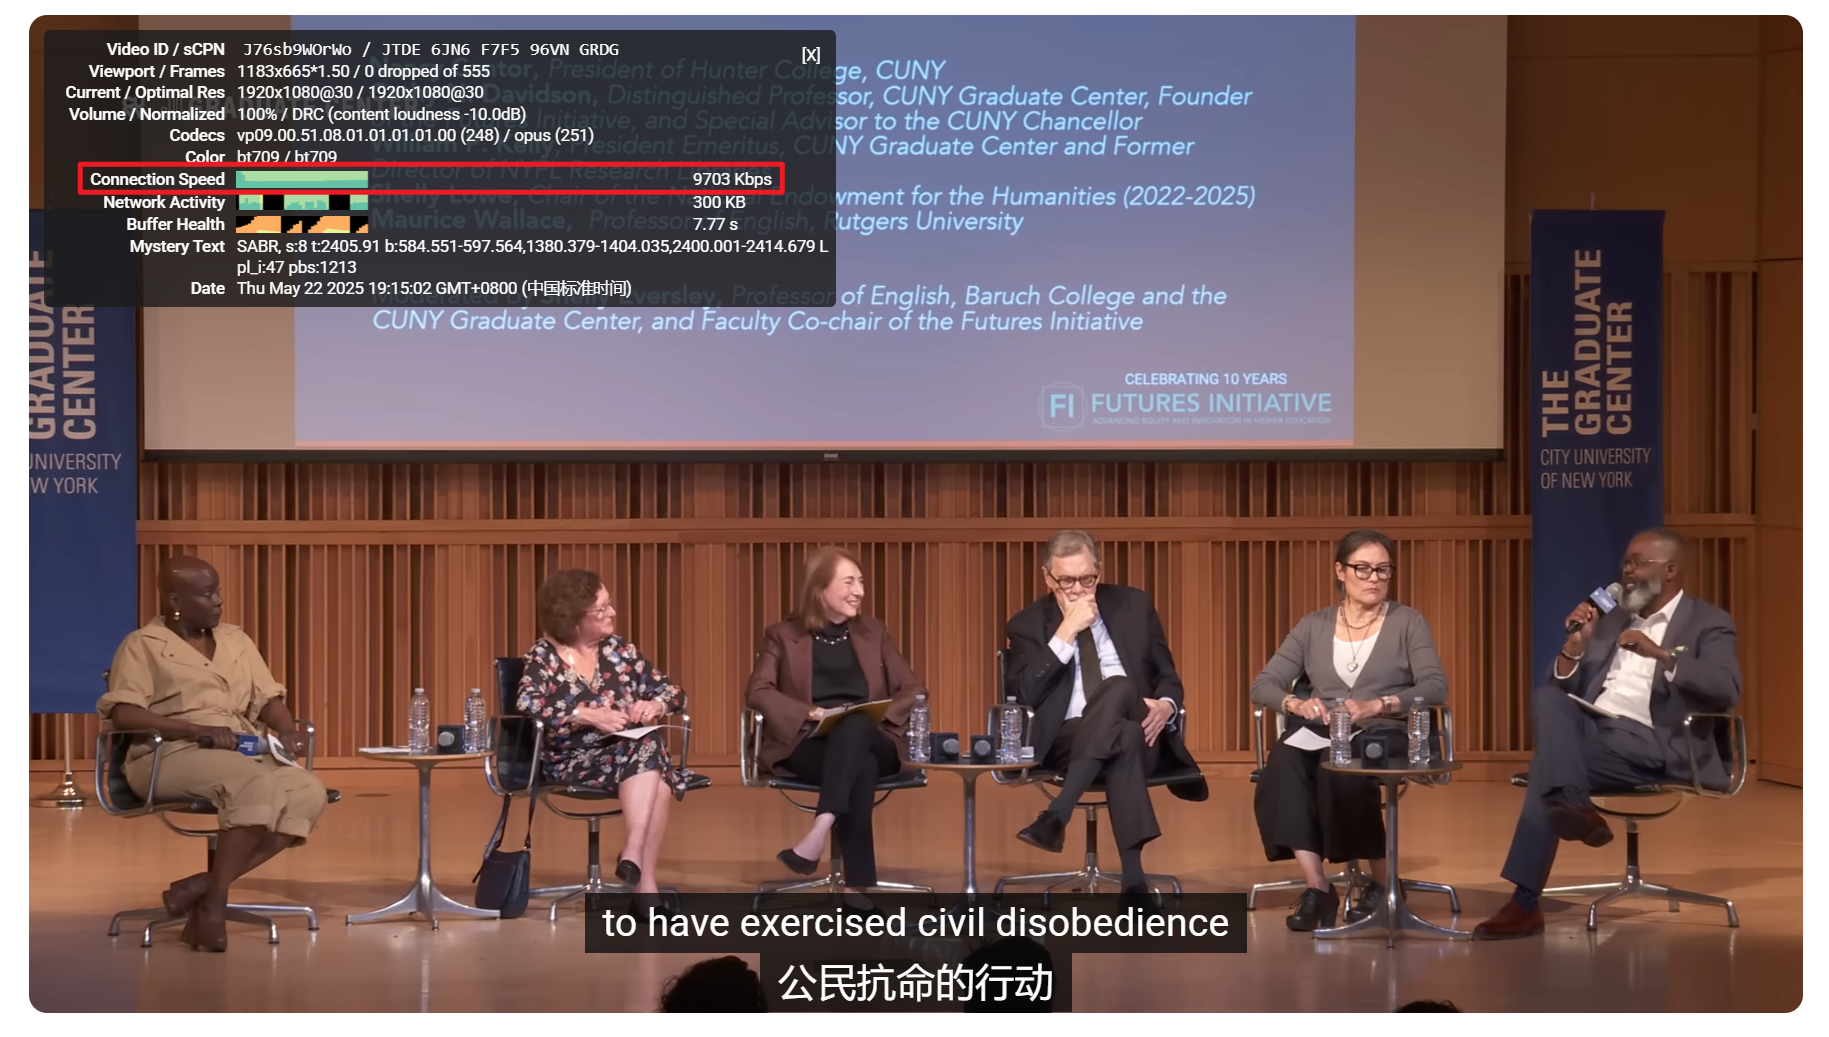 Video ID / sCPN J76sb9WOrWo / JTDE 6JN6 F7F5 96VN GRDG
[X]
Viewport / Frames 1183x665*1.50 / 0 dropped of 555
Current / Optimal Res 1920x1080@30 / 1920x1080@30
Volume / Normalized 100% / DRC (content loudness -10.0dB)
Codecs vp09.00.51.08.01.01.01.01.00 (248) / opus (251)
Color bt709 / bt709
Connection Speed 9703 Kbps
Network Activity 300 KB
Buffer Health 7.77 s
Mystery Text SABR, s:8 t:2405.91 b:584.551-597.564,1380.379-1404.035,2400.001-2414.679 L
pl_i:47 pbs:1213
Date Thu May 22 2025 19:15:02 GMT+0800 (中国标准时间)
GRADUATE CENTER
Cantor, President of Hunter College, CUNY
Davidson, Distinguished Professor, CUNY Graduate Center, Founder
Initiative, and Special Advisor to the CUNY Chancellor
William P. Kelly, President Emeritus, CUNY Graduate Center and Former
Director of NYPL Research
Shelly Lowe, Chair of the National Endowment for the Humanities (2022-2025)
Maurice Wallace, Professor of English, Rutgers University
Moderated by Shelly Eversley, Professor of English, Baruch College and the
CUNY Graduate Center, and Faculty Co-chair of the Futures Initiative
CELEBRATING 10 YEARS
FI FUTURES INITIATIVE
ADVANCING EQUITY AND INNOVATION IN HIGHER EDUCATION
GRADUATE
CENTER
UNIVERSITY
W YORK
THE
GRADUATE
CENTER
CITY UNIVERSITY
OF NEW YORK
to have exercised civil disobedience
公民抗命的行动